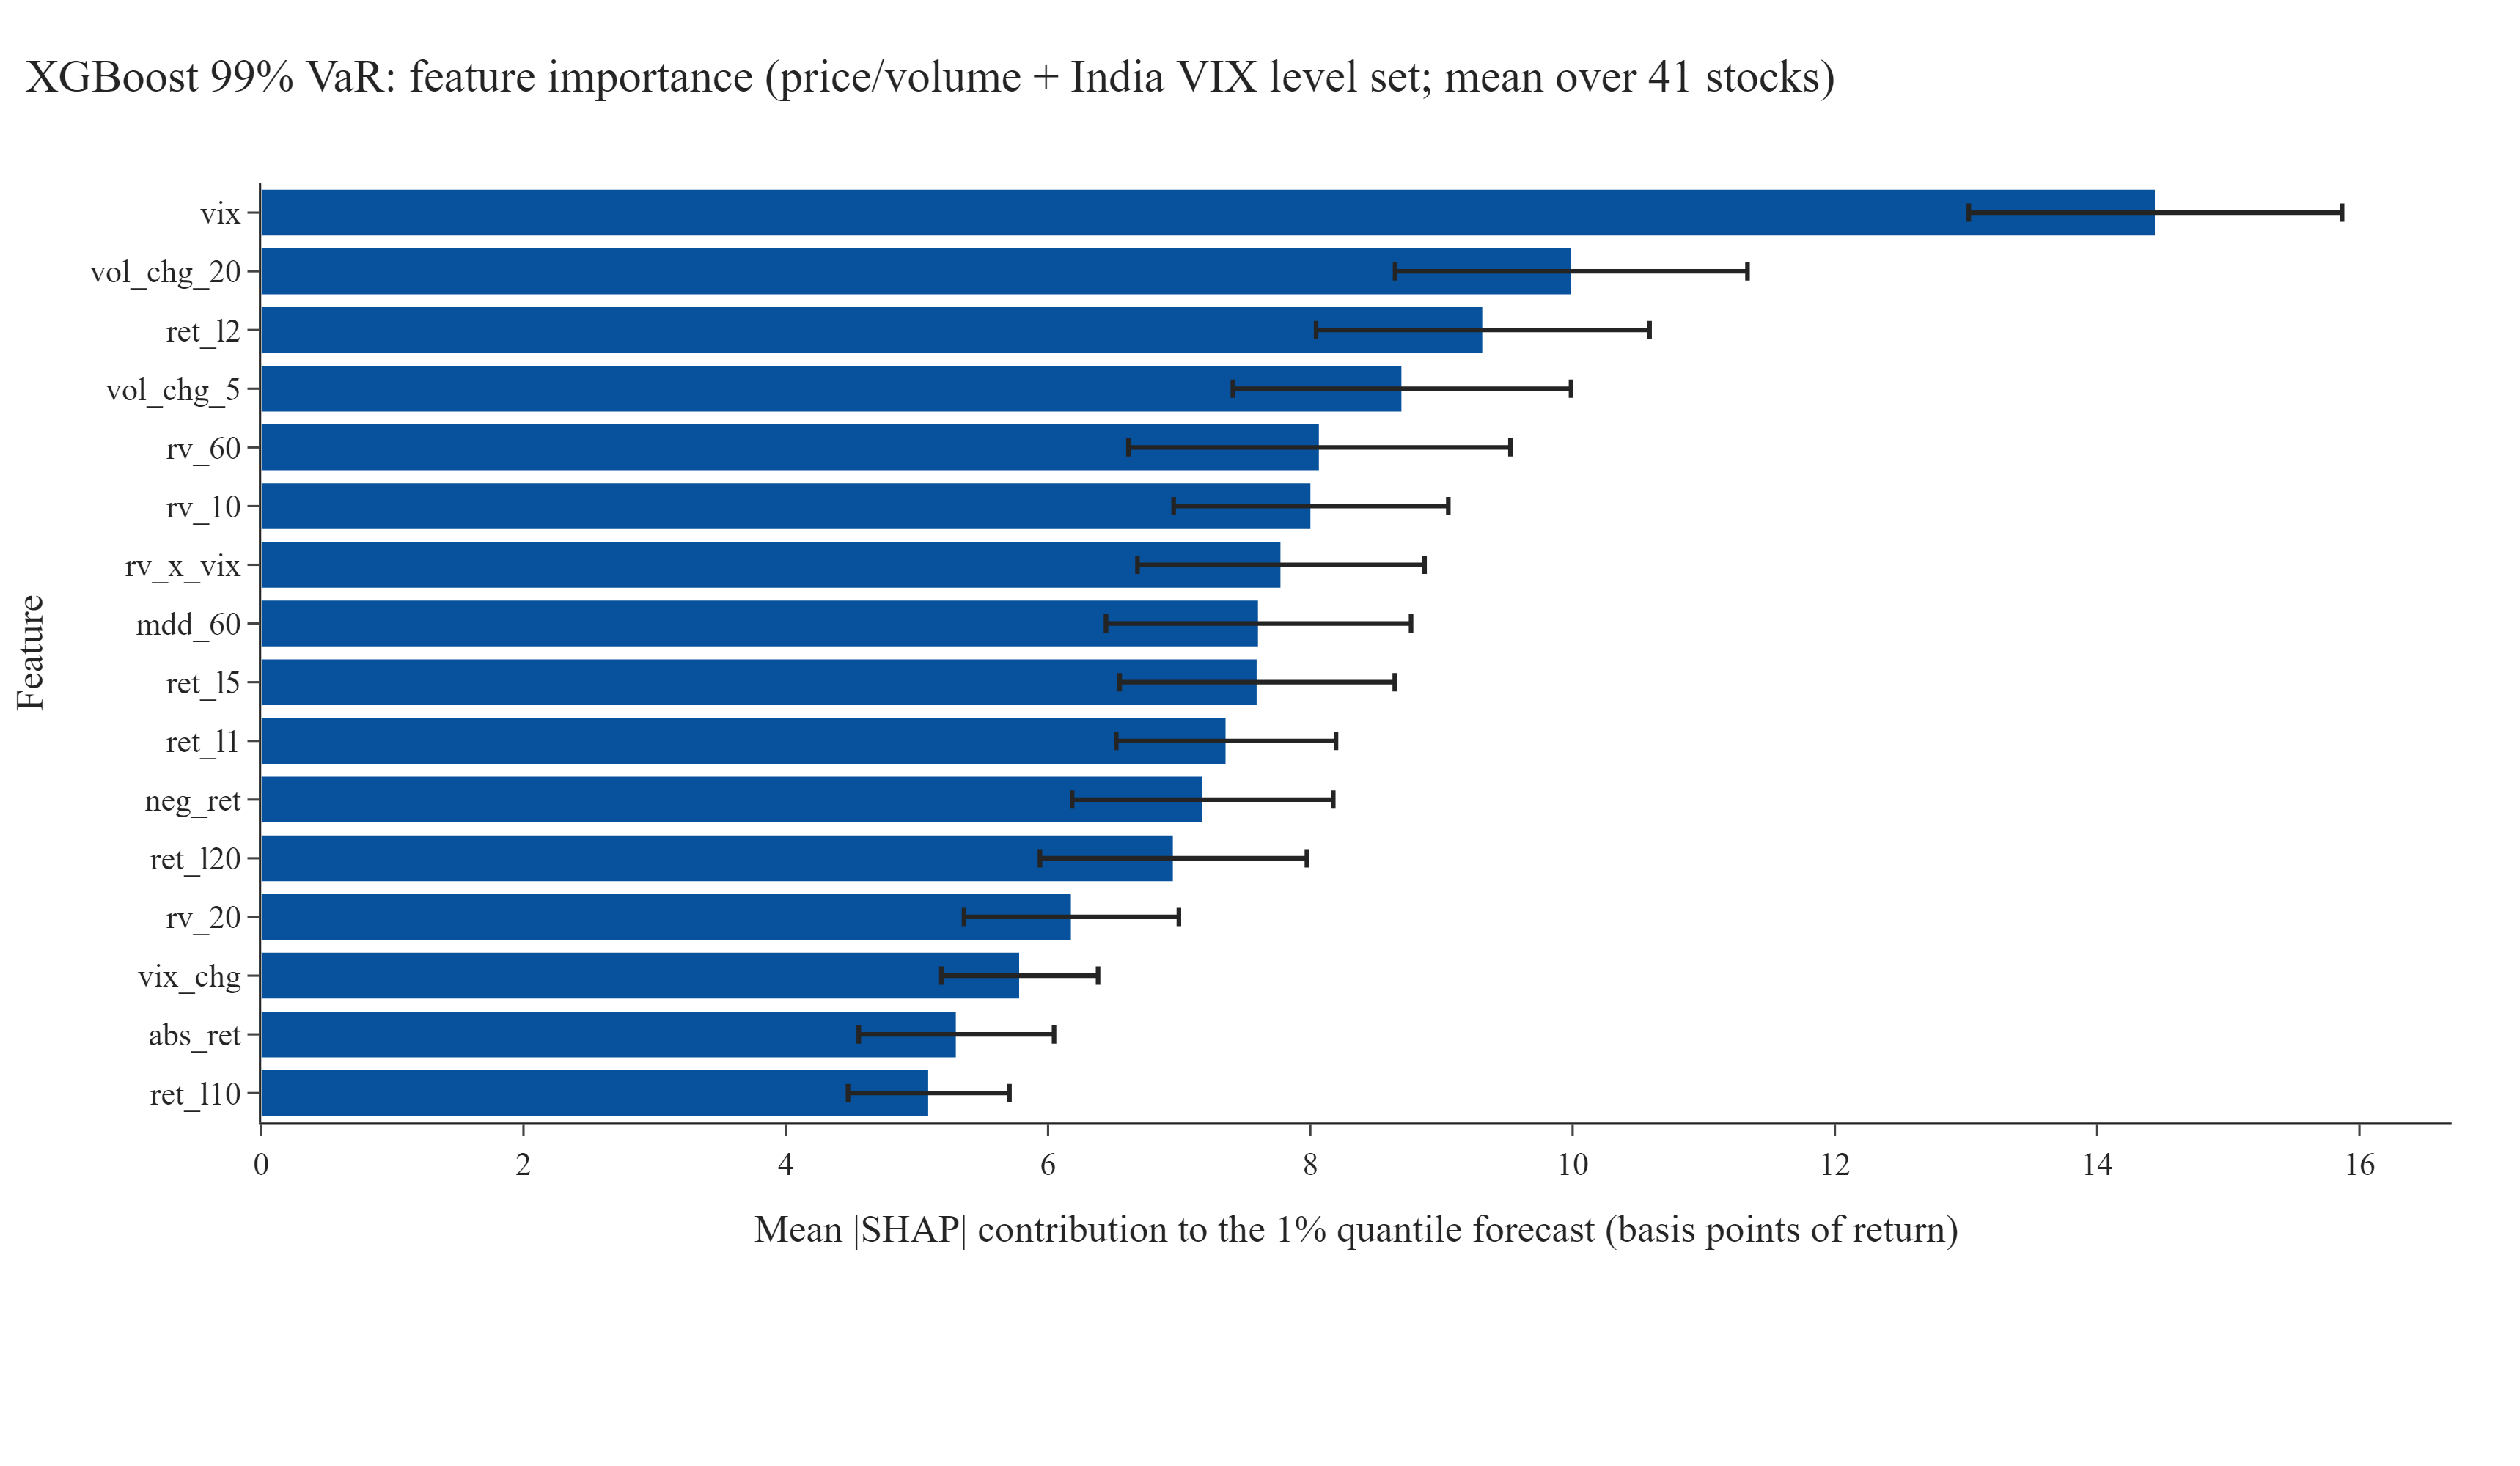 XGBoost 99% VaR: feature importance (price/volume + India VIX level set; mean over 41 stocks)
Feature
vix
vol_chg_20
ret_l2
vol_chg_5
rv_60
rv_10
rv_x_vix
mdd_60
ret_l5
ret_l1
neg_ret
ret_l20
rv_20
vix_chg
abs_ret
ret_l10
0 2 4 6 8 10 12 14 16
Mean |SHAP| contribution to the 1% quantile forecast (basis points of return)